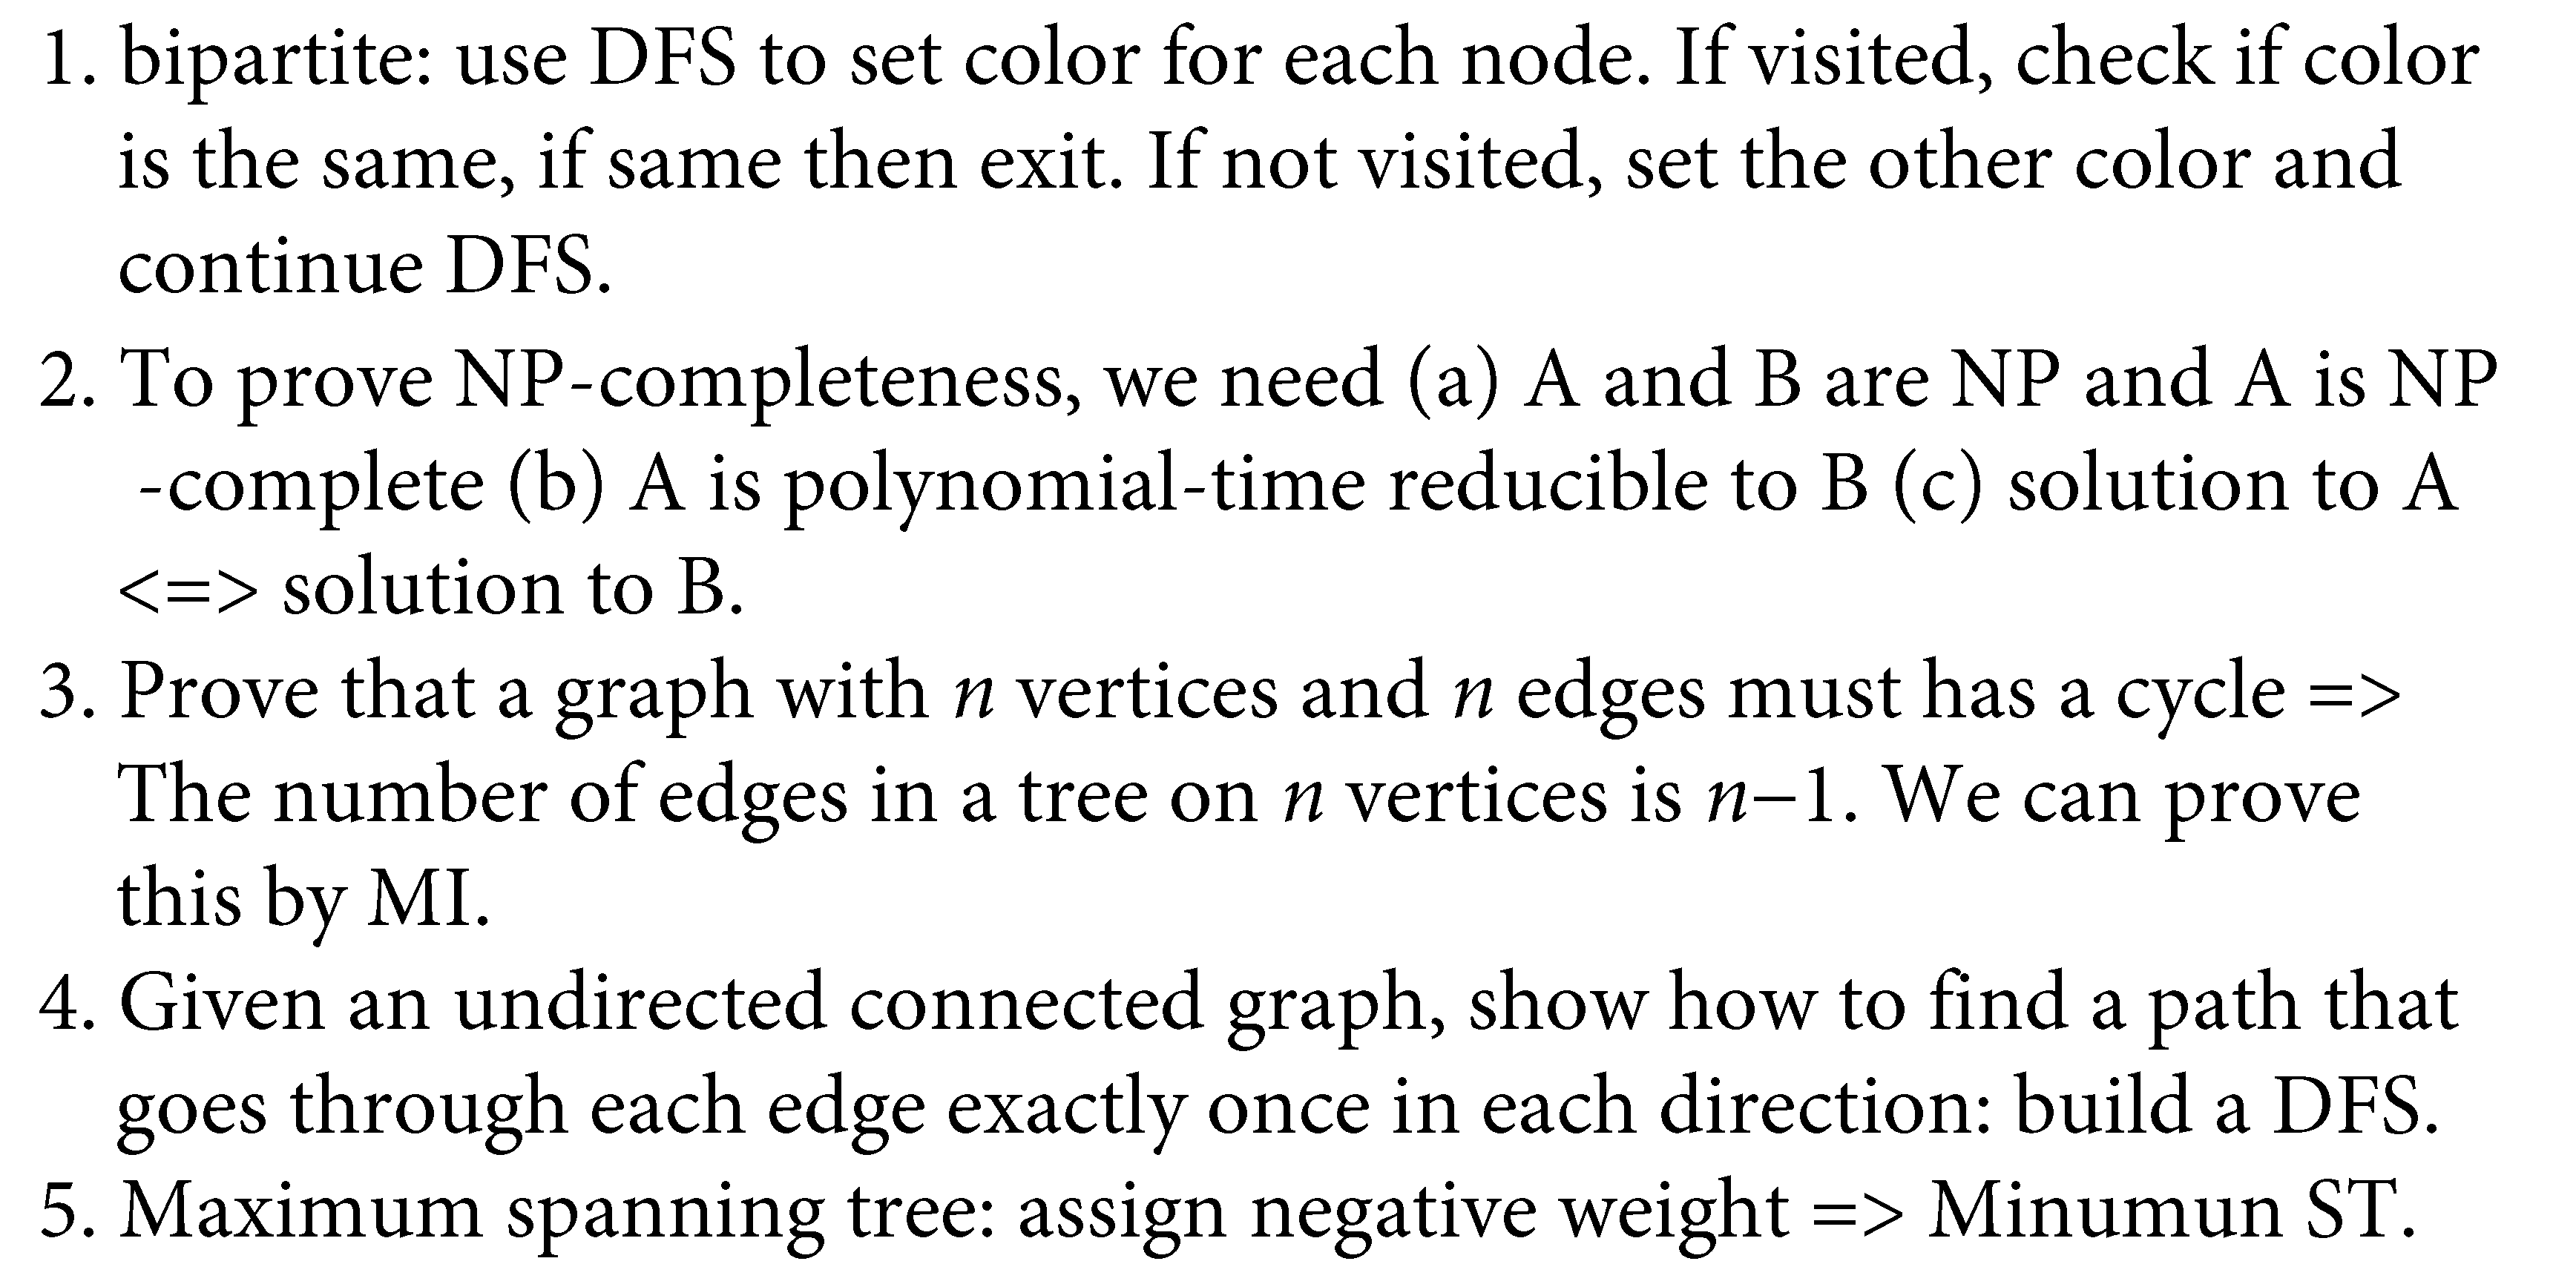 1. bipartite: use DFS to set color for each node. If visited, check if color
is the same, if same then exit. If not visited, set the other color and
continue DFS.
2. To prove NP-completeness, we need (a) A and B are NP and A is NP
-complete (b) A is polynomial-time reducible to B (c) solution to A
<=> solution to B.
3. Prove that a graph with n vertices and n edges must has a cycle =>
The number of edges in a tree on n vertices is n−1. We can prove
this by MI.
4. Given an undirected connected graph, show how to find a path that
goes through each edge exactly once in each direction: build a DFS.
5. Maximum spanning tree: assign negative weight => Minumun ST.